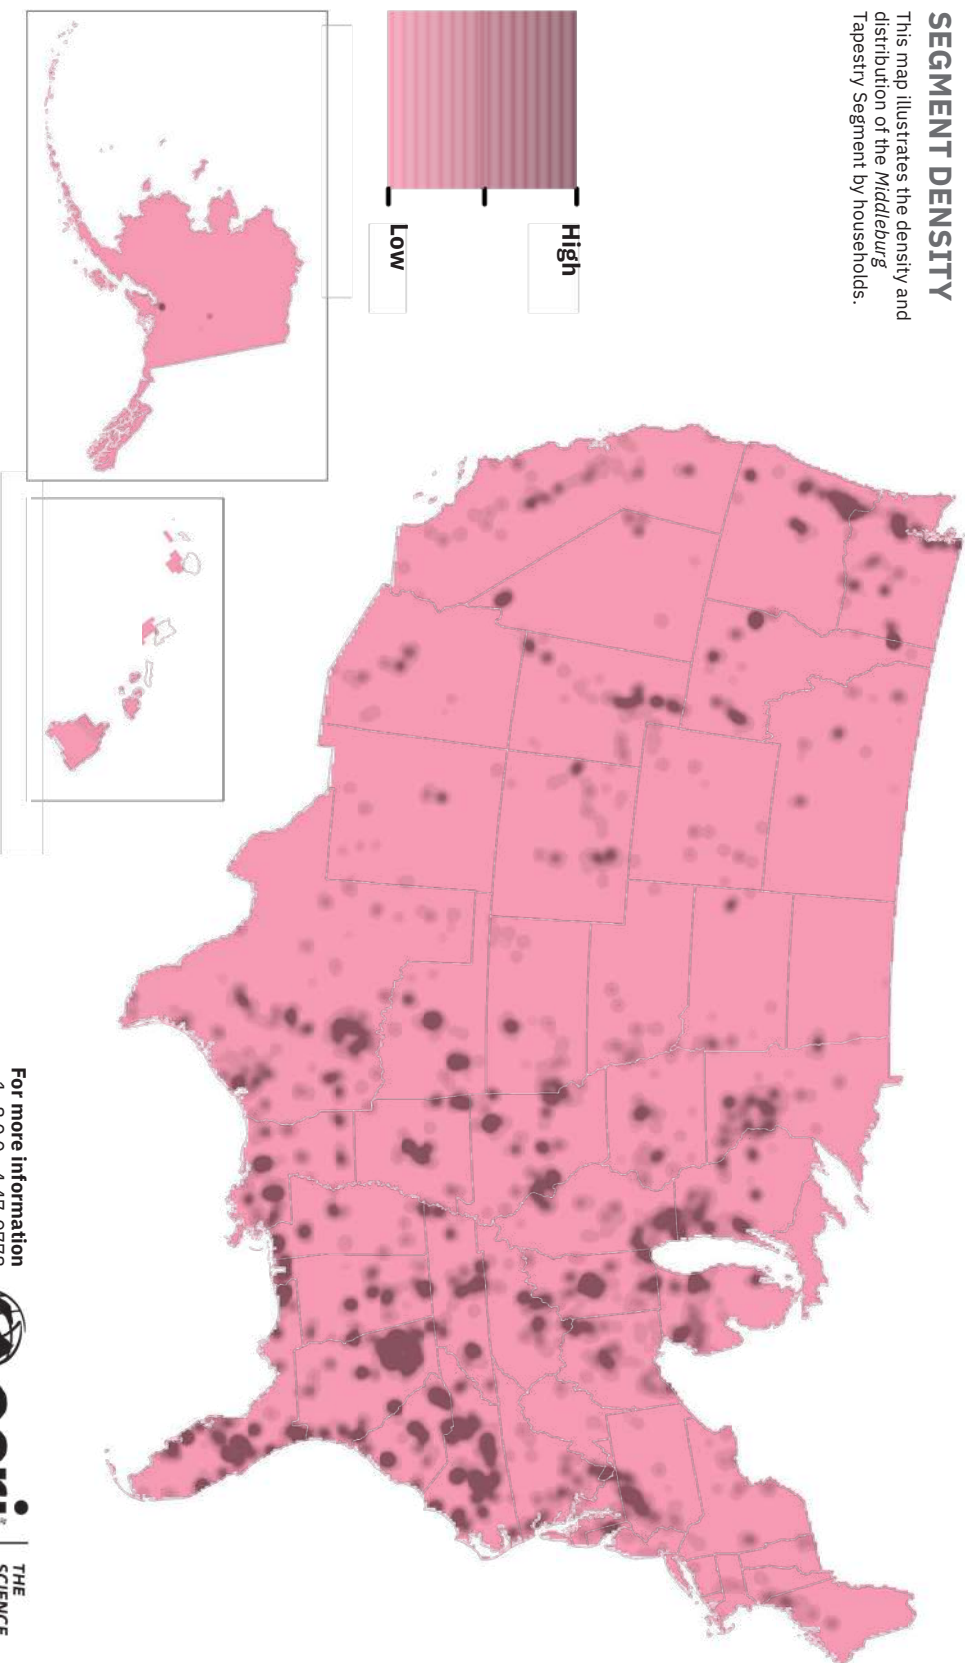 SEGMENT DENSITY
This map illustrates the density and
distribution of the Middleburg
Tapestry Segment by households.
High
Low
For more information
esri
THE
SCIENCE